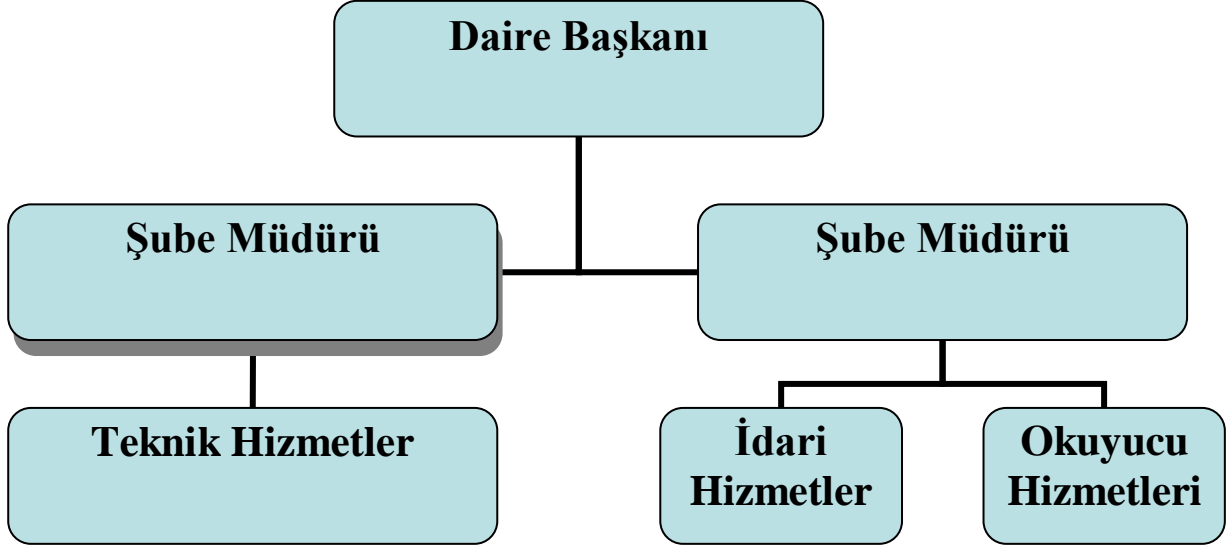 Daire Başkanı
Şube Müdürü
Şube Müdürü
Teknik Hizmetler
İdari
Hizmetler
Okuyucu
Hizmetleri